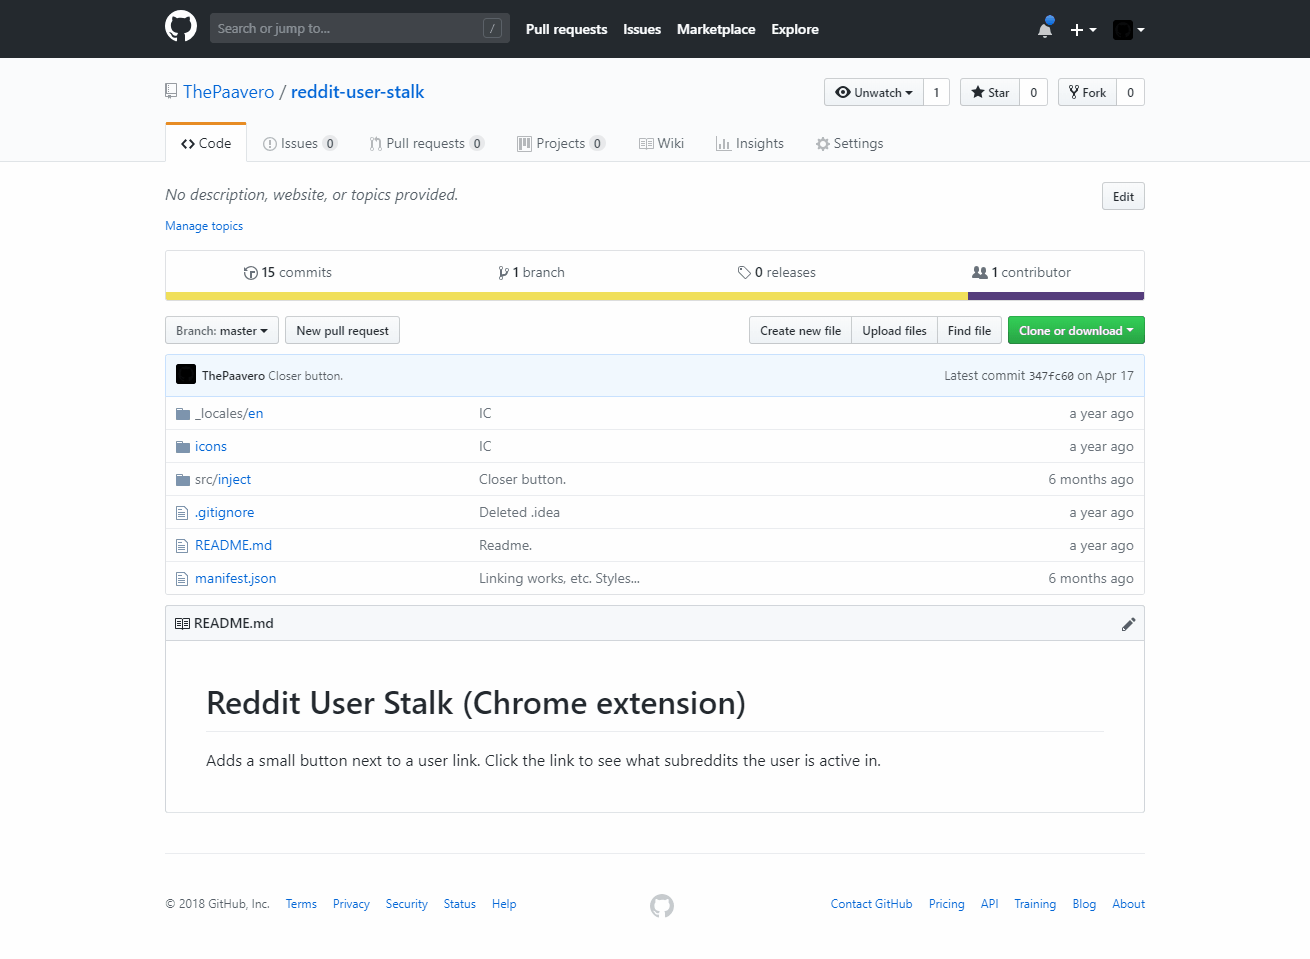 Search or jump to... / Pull requests Issues Marketplace Explore
ThePaavero / reddit-user-stalk Unwatch 1 Star 0 Fork 0
Code Issues 0 Pull requests 0 Projects 0 Wiki Insights Settings
No description, website, or topics provided. Edit
Manage topics
15 commits 1 branch 0 releases 1 contributor
Branch: master New pull request Create new file Upload files Find file Clone or download
ThePaavero Closer button. Latest commit 347fc60 on Apr 17
_locales/en IC a year ago
icons IC a year ago
src/inject Closer button. 6 months ago
.gitignore Deleted .idea a year ago
README.md Readme. a year ago
manifest.json Linking works, etc. Styles... 6 months ago
README.md
Reddit User Stalk (Chrome extension)
Adds a small button next to a user link. Click the link to see what subreddits the user is active in.
© 2018 GitHub, Inc. Terms Privacy Security Status Help Contact GitHub Pricing API Training Blog About